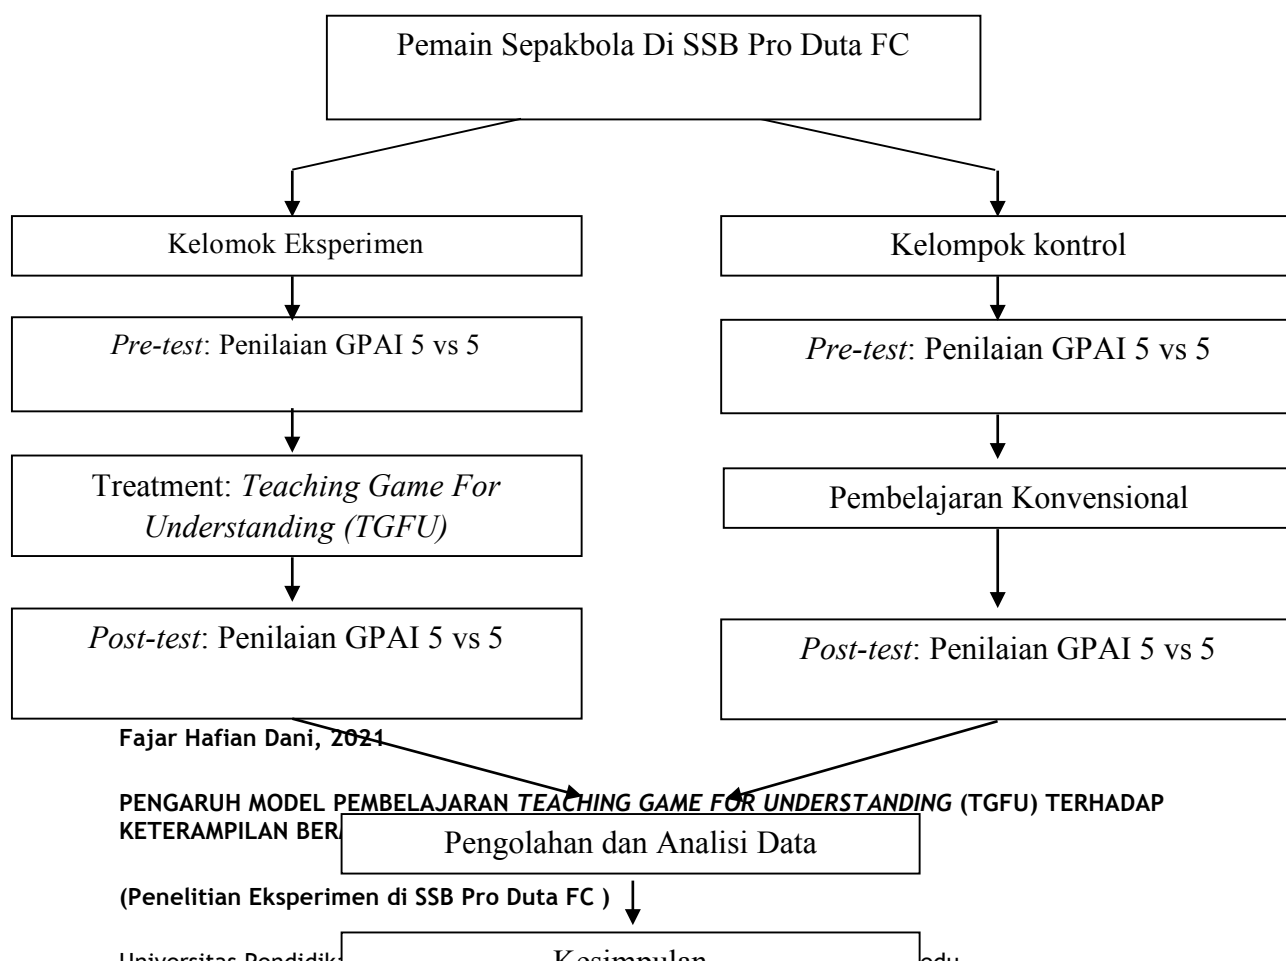 Pemain Sepakbola Di SSB Pro Duta FC
Kelomok Eksperimen
Kelompok kontrol
Pre-test: Penilaian GPAI 5 vs 5
Pre-test: Penilaian GPAI 5 vs 5
Treatment: Teaching Game For
Understanding (TGFU)
Pembelajaran Konvensional
Post-test: Penilaian GPAI 5 vs 5
Post-test: Penilaian GPAI 5 vs 5
Fajar Hafian Dani, 2021
PENGARUH MODEL PEMBELAJARAN TEACHING GAME FOR UNDERSTANDING (TGFU) TERHADAP
KETERAMPILAN
Pengolahan dan Analisi Data
(Penelitian Eksperimen di SSB Pro Duta FC )
Kesimpulan
Universitas